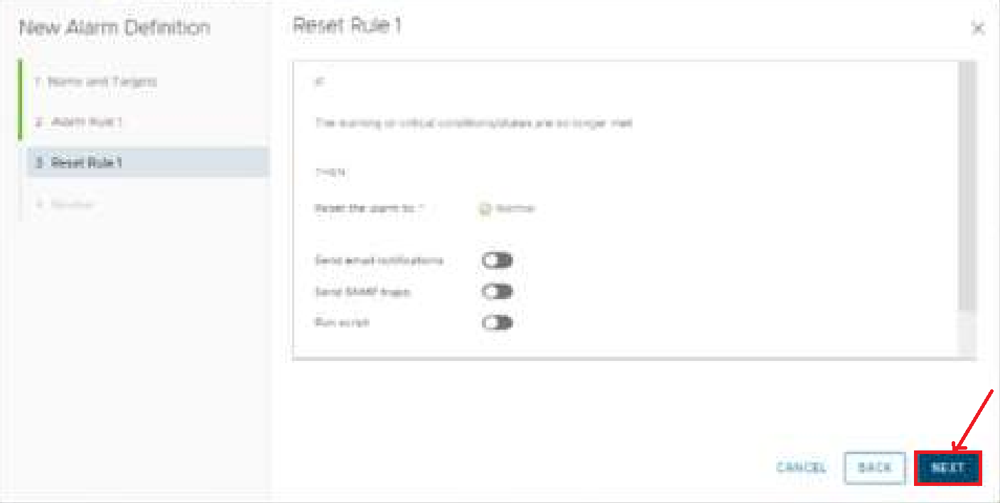 New Alarm Definition
1 Name and Targets
2 Alarm Rule 1
3 Reset Rule 1
4 Review
Reset Rule 1
IF
The warning or critical conditions/states are no longer met
THEN
Reset the alarm to *
Normal
Send email notifications
Send SNMP traps
Run script
CANCEL
BACK
NEXT